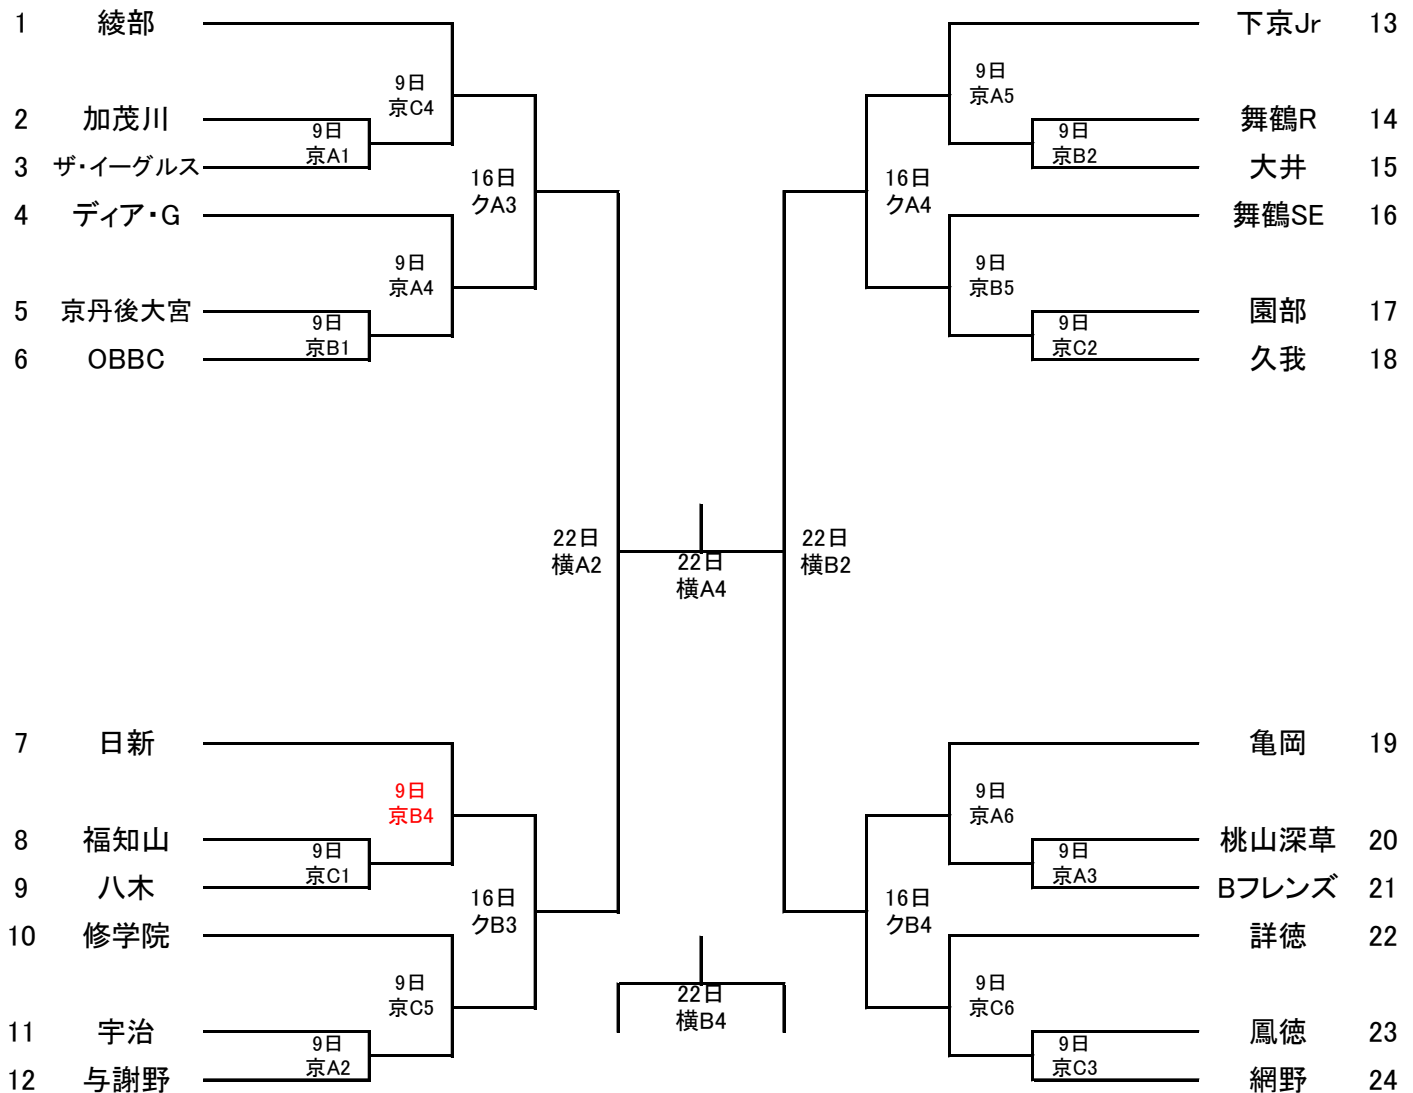 1 綾部
9日
京C4
2 加茂川
9日
京A1
3 ザ・イーグルス
16日
クA3
4 ディア・G
9日
京A4
5 京丹後大宮
9日
京B1
6 OBBC
下京Jr 13
9日
京A5
舞鶴R 14
9日
京B2
大井 15
16日
クA4
舞鶴SE 16
9日
京B5
園部 17
9日
京C2
久我 18
22日
横A2
22日
横A4
22日
横B2
7 日新
9日
京B4
8 福知山
9日
京C1
9 八木
16日
クB3
10 修学院
9日
京C5
11 宇治
9日
京A2
12 与謝野
22日
横B4
亀岡 19
9日
京A6
桃山深草 20
9日
京A3
Bフレンズ 21
16日
クB4
詳徳 22
9日
京C6
鳳徳 23
9日
京C3
網野 24